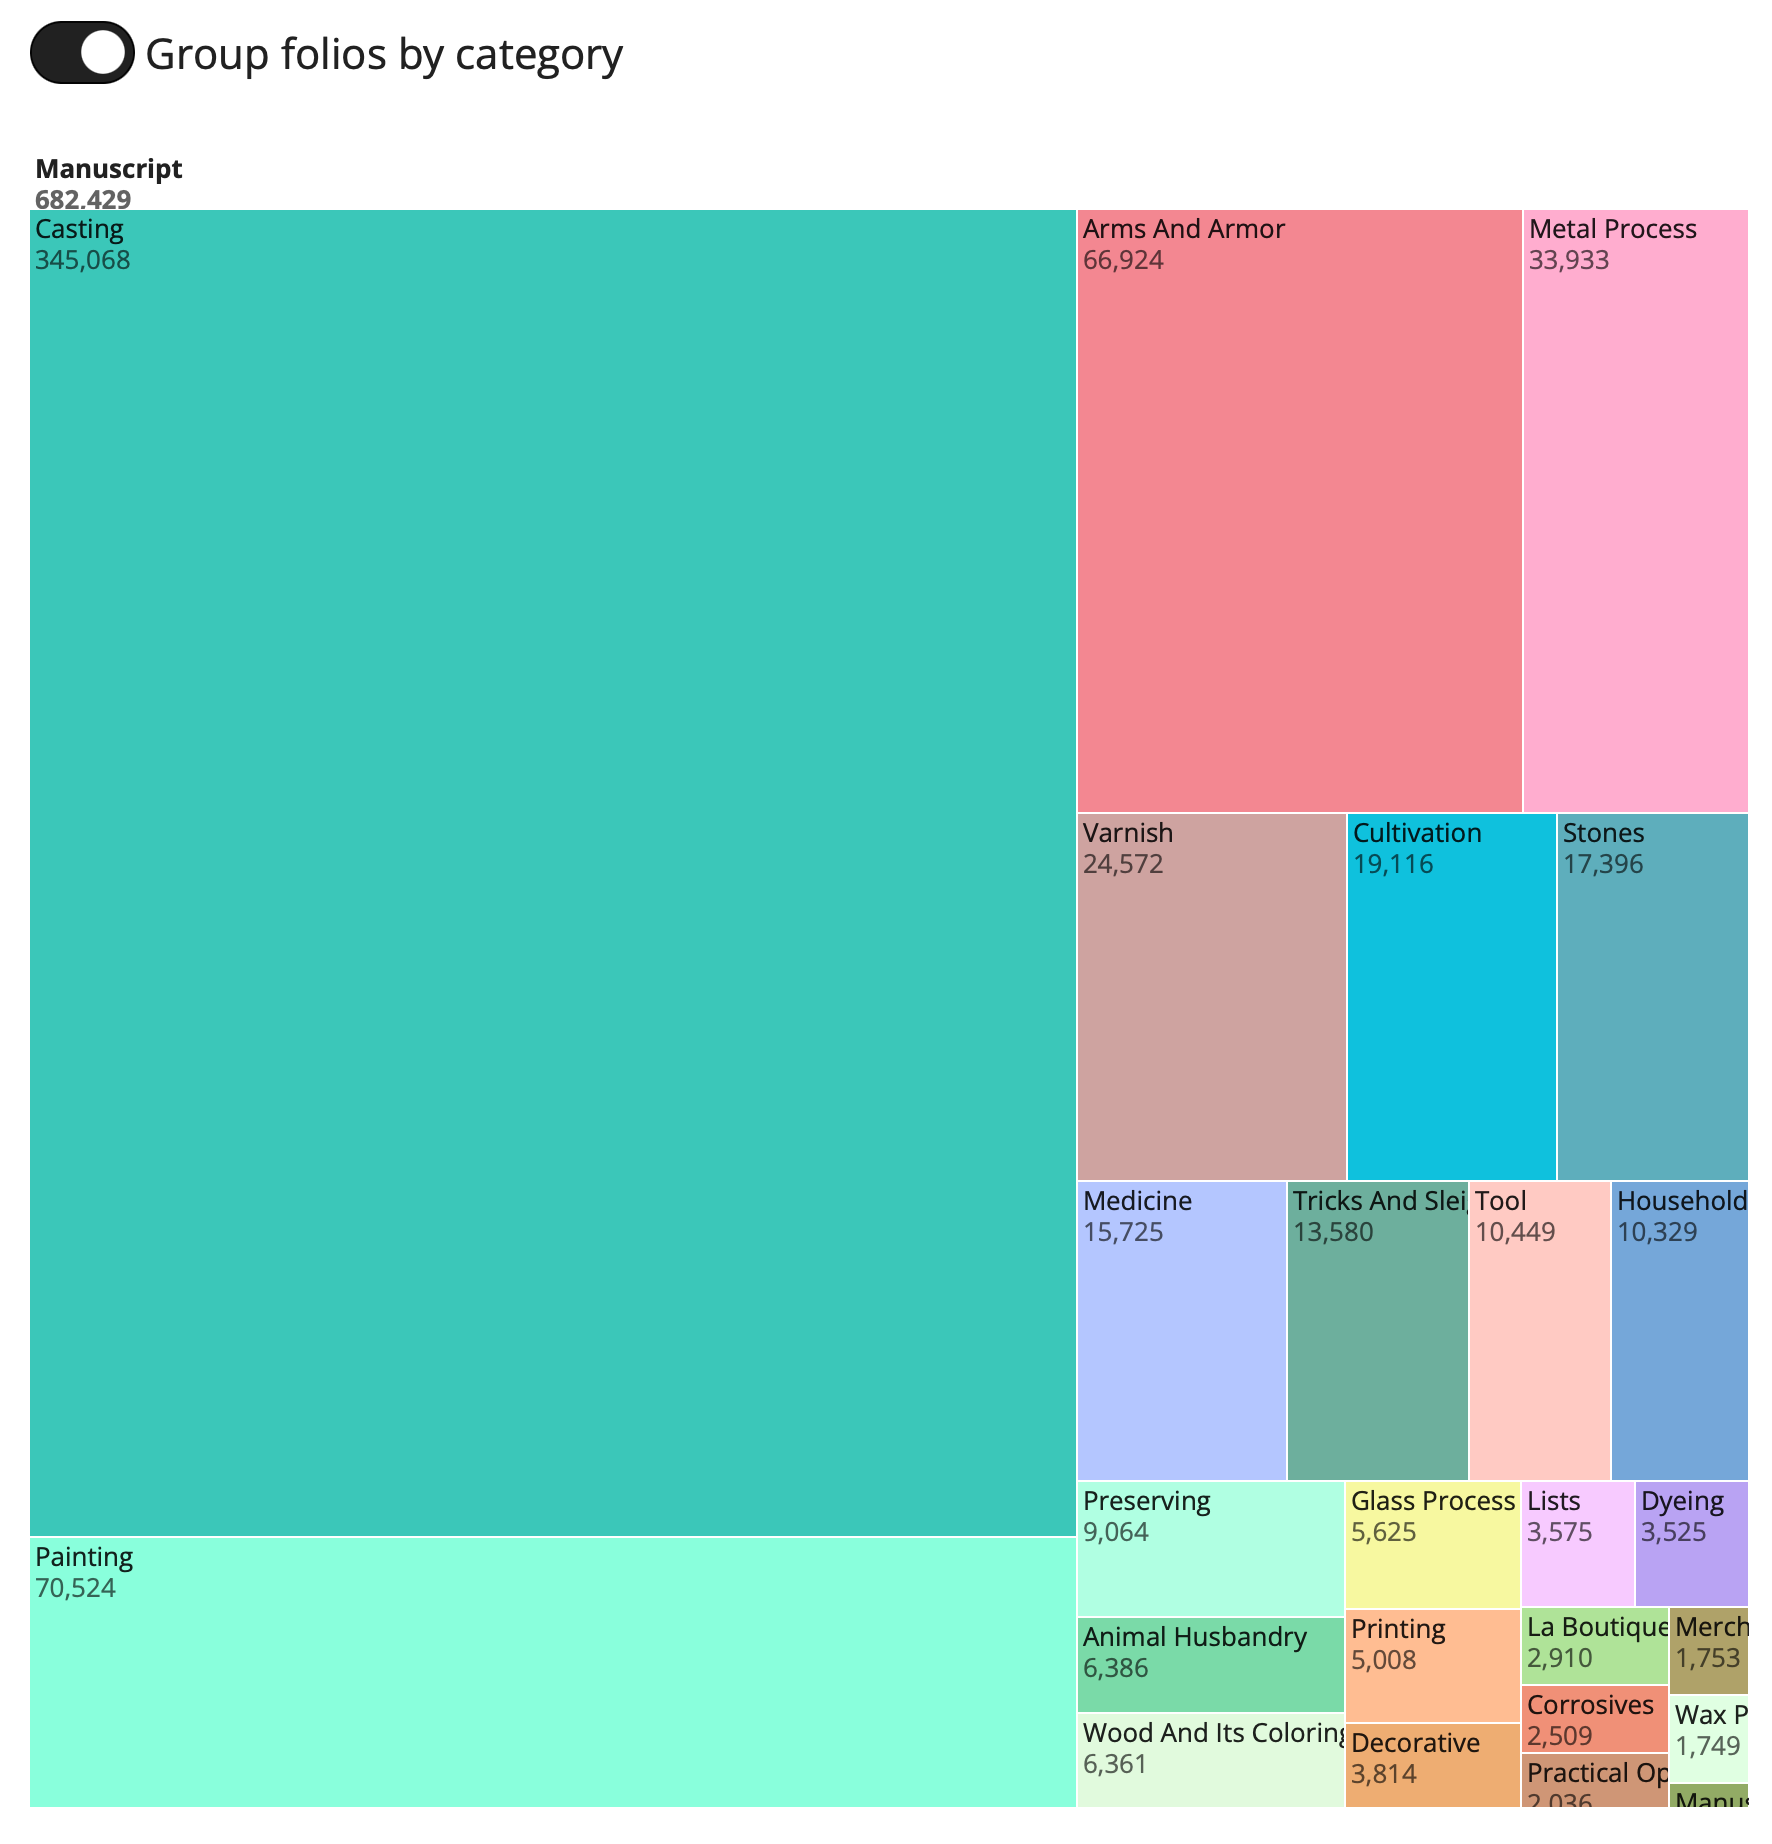 Group folios by category
Manuscript
682,429
Casting
345,068
Painting
70,524
Arms And Armor
66,924
Metal Process
33,933
Varnish
24,572
Cultivation
19,116
Stones
17,396
Medicine
15,725
Tricks And Slei
13,580
Tool
10,449
Household
10,329
Preserving
9,064
Animal Husbandry
6,386
Wood And Its Coloring
6,361
Glass Process
5,625
Printing
5,008
Decorative
3,814
Lists
3,575
Dyeing
3,525
La Boutique
2,910
Corrosives
2,509
Practical Op
2,036
Merch
1,753
Wax P
1,749
Manus